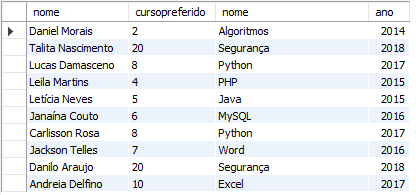 nome cursopreferido nome ano
Daniel Morais 2 Algoritmos 2014
Talita Nascimento 20 Segurança 2018
Lucas Damasceno 8 Python 2017
Leila Martins 4 PHP 2015
Letícia Neves 5 Java 2015
Janaína Couto 6 MySQL 2016
Carlisson Rosa 8 Python 2017
Jackson Telles 7 Word 2016
Danilo Araujo 20 Segurança 2018
Andreia Delfino 10 Excel 2017